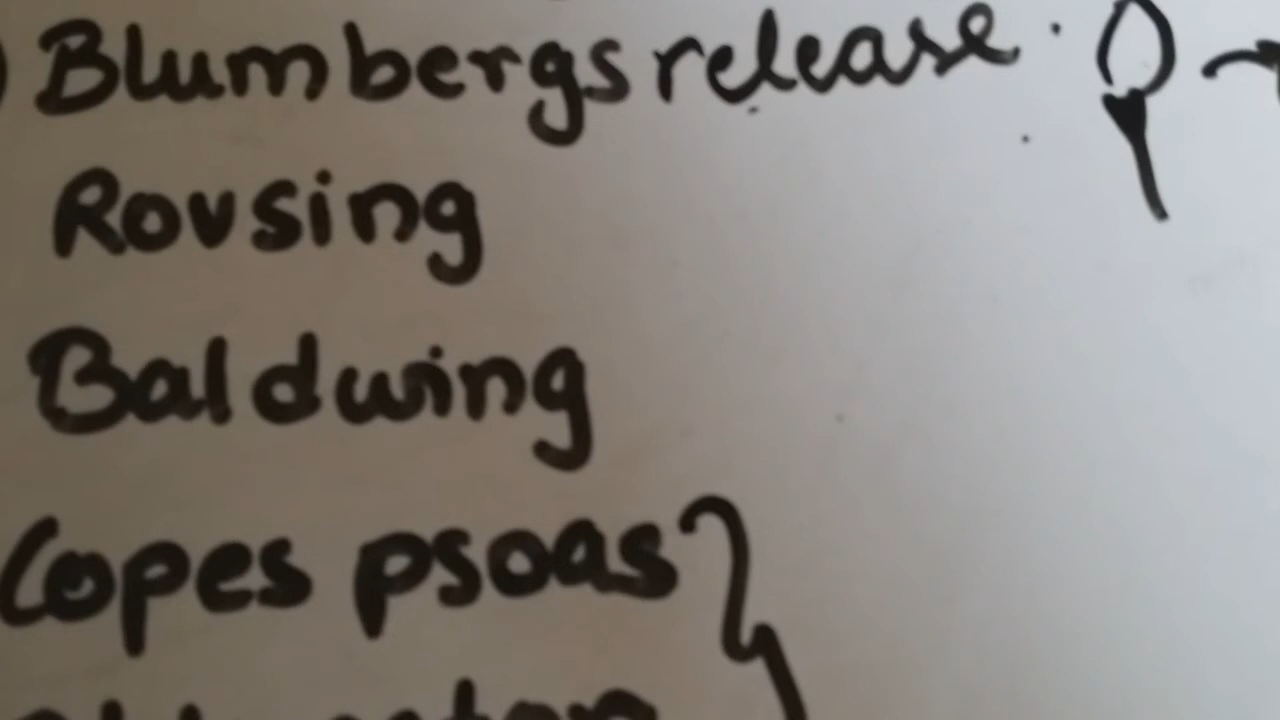 Blumbergs release.
Rovsing
Baldwing
Copes psoas